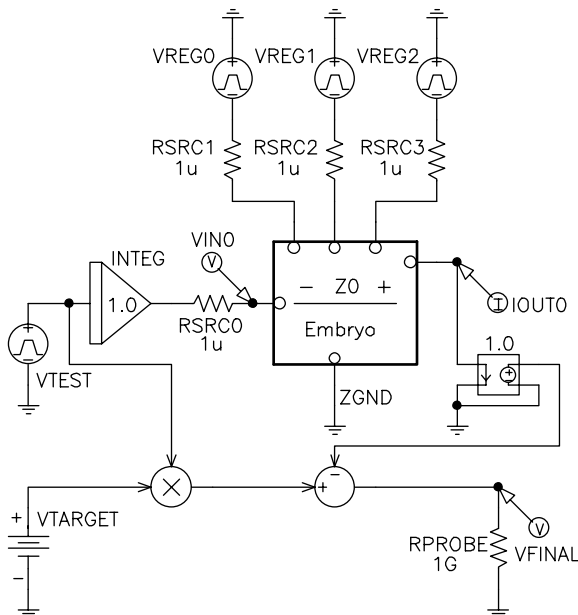 VREG0 VREG1 VREG2
+ + +
RSRC1 RSRC2 RSRC3
1u 1u 1u
VIN0
INTEG
V
- Z0 +
1.0
I IOUT0
RSRC0
Embryo
1u
1.0
+
VTEST
ZGND
+
VTARGET
-
+
V
-
RPROBE
VFINAL
1G